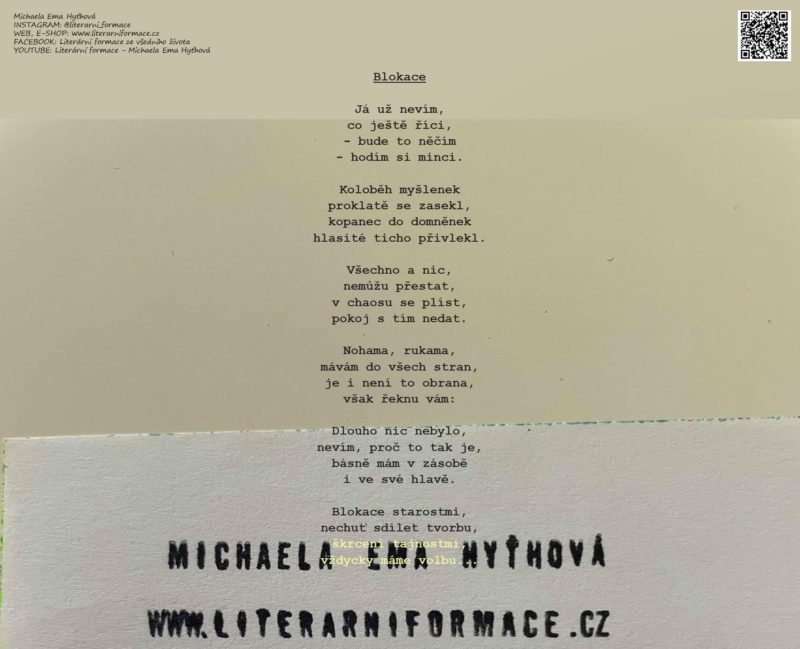 Michaela Ema Hyťhová
INSTAGRAM: @literarni_formace
WEB, E-SHOP: www.literarniformace.cz
FACEBOOK: Literární formace ze všedního života
YOUTUBE: Literární formace - Michaela Ema Hyťhová
Blokace
Já už nevím,
co ještě říci,
- bude to něčím
- hodím si minci.
Koloběh myšlenek
proklatě se zasekl,
kopanec do domněnek
hlasité ticho přivlekl.
Všechno a nic,
nemůžu přestat,
v chaosu se plíst,
pokoj s tím nedat.
Nohama, rukama,
mávám do všech stran,
je i není to obrana,
však řeknu vám:
Dlouho nic nebylo,
nevím, proč to tak je,
básně mám v zásobě
i ve své hlavě.
Blokace starostmi,
nechuť sdílet tvorbu,
škrcení tajnostmi
vždycky máme volbu...
MICHAELA EMA HYŤHOVÁ
WWW.LITERARNIFORMACE.CZ